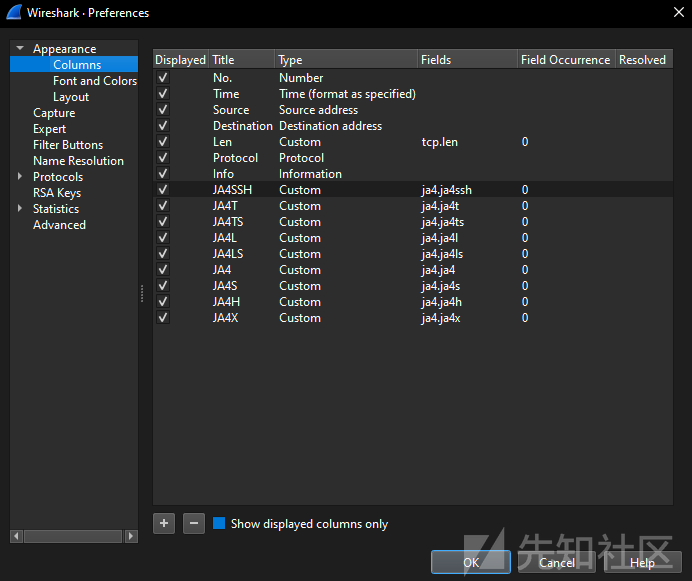 Wireshark · Preferences
Appearance
Columns
Font and Colors
Layout
Capture
Expert
Filter Buttons
Name Resolution
Protocols
RSA Keys
Statistics
Advanced
Displayed Title Type Fields Field Occurrence Resolved
No. Number
Time Time (format as specified)
Source Source address
Destination Destination address
Len Custom tcp.len 0
Protocol Protocol
Info Information
JA4SSH Custom ja4.ja4ssh 0
JA4T Custom ja4.ja4t 0
JA4TS Custom ja4.ja4ts 0
JA4L Custom ja4.ja4l 0
JA4LS Custom ja4.ja4ls 0
JA4 Custom ja4.ja4 0
JA4S Custom ja4.ja4s 0
JA4H Custom ja4.ja4h 0
JA4X Custom ja4.ja4x 0
Show displayed columns only
OK Cancel Help
先知社区